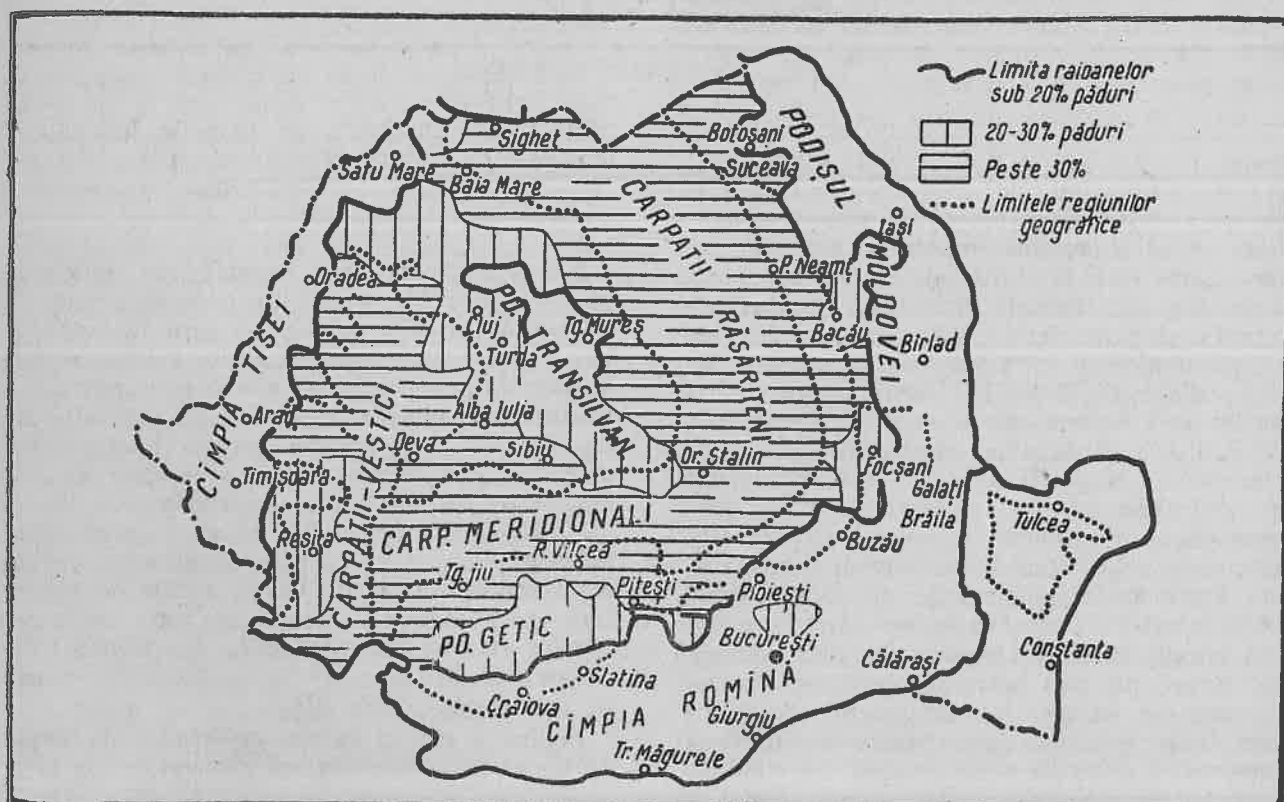 Limita raioanelor
sub 20% păduri
20-30% păduri
Peste 30%
Limitele regiunilor
geografice
Sighet
Satu Mare
Baia Mare
Botoșani
Suceava
PODIȘUL
MOLDOVEI
Iași
CARPAȚII
RĂSĂRITENI
P. Neamț
Bacău
Bîrlad
Oradea
Cluj
Turda
Tg. Mureș
POD.
TRANSILVAN
CÎMPIA TISEI
Arad
Alba Iulia
Deva
Sibiu
Or. Stalin
Focșani
Galați
Brăila
Tulcea
Timișoara
Reșița
CARPAȚII
CARP. MERIDIONALI
R. Vîlcea
Buzău
Tg. Jiu
Pitești
Ploiești
PD. GETIC
București
Călărași
Constanța
Slatina
Craiova
CÎMPIA ROMÎNĂ
Giurgiu
Tr. Măgurele